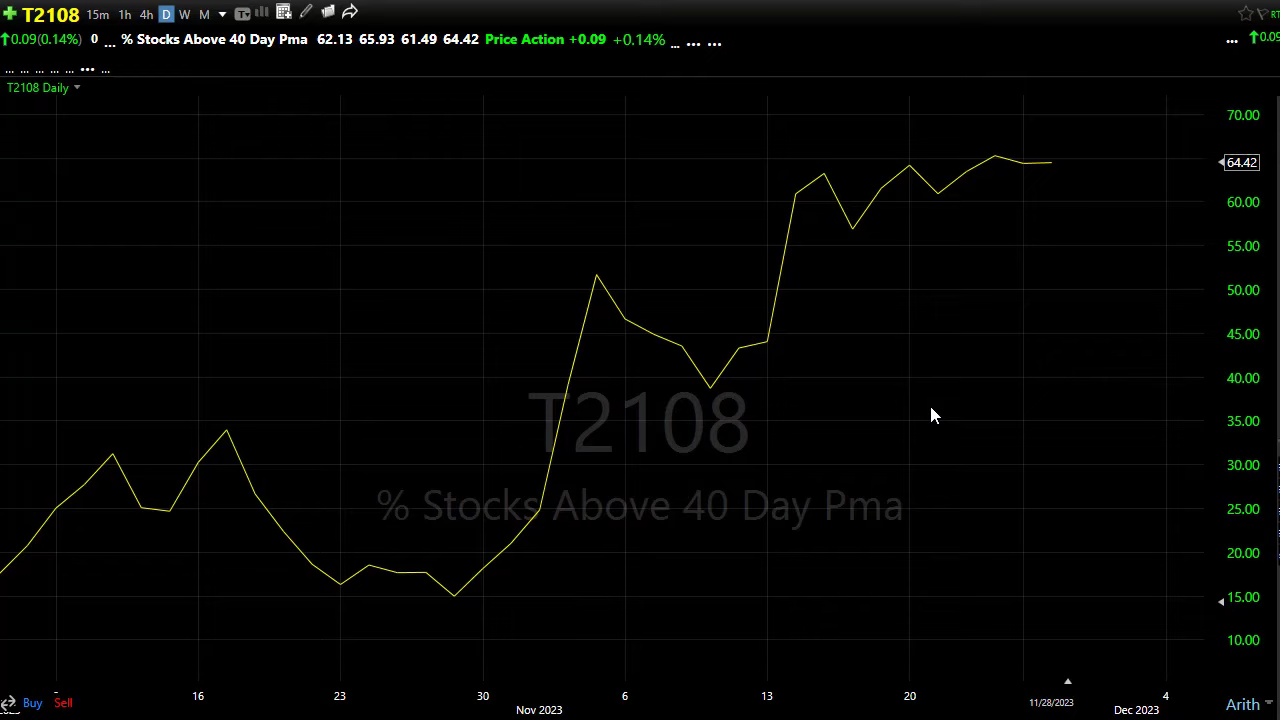 T2108 15m 1h 4h D W M T RT
0.09(0.14%) 0 ... % Stocks Above 40 Day Pma 62.13 65.93 61.49 64.42 Price Action +0.09 +0.14% ... ... ... ... 0.09
... ... ... ... ... ... ...
T2108 Daily
70.00
64.42
60.00
55.00
50.00
45.00
40.00
35.00
30.00
25.00
20.00
15.00
10.00
T2108
% Stocks Above 40 Day Pma
16 23 30 6 13 20 4
Buy Sell Nov 2023 11/28/2023 Dec 2023 Arith